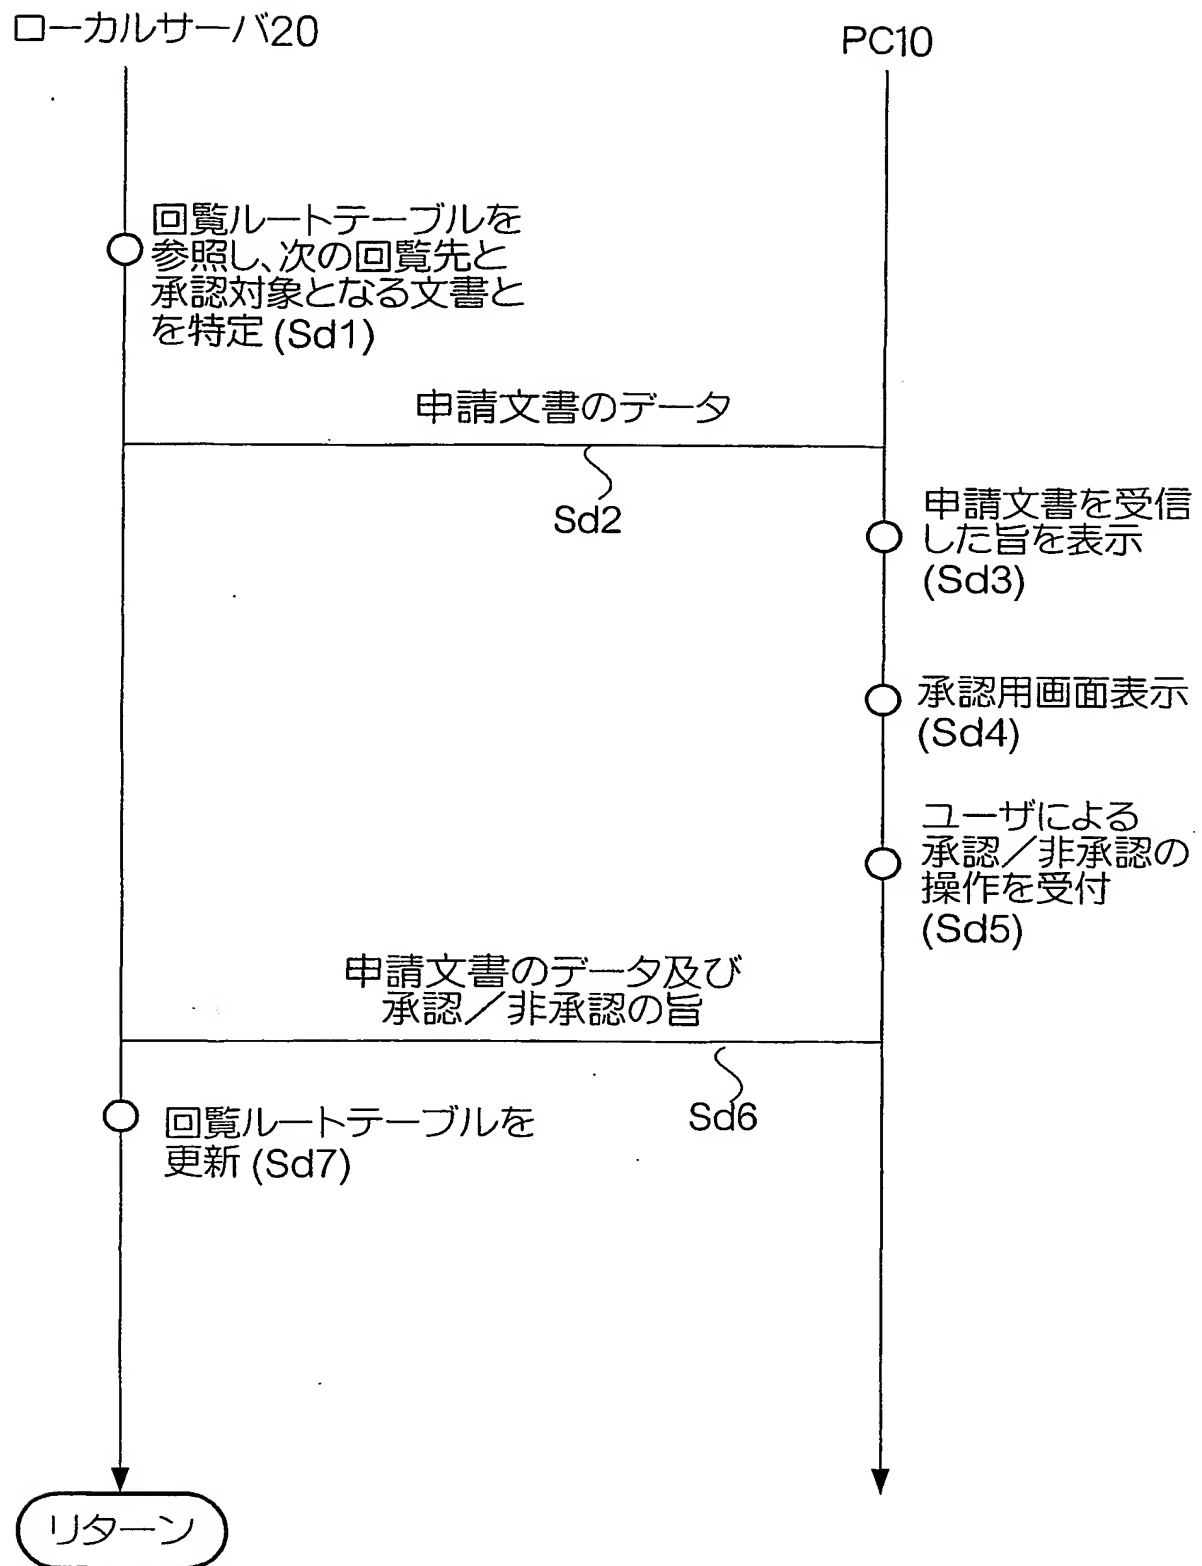 ローカルサーバ20
PC10
回覧ルートテーブルを
参照し、次の回覧先と
承認対象となる文書と
を特定 (Sd1)
申請文書のデータ
Sd2
申請文書を受信
した旨を表示
(Sd3)
承認用画面表示
(Sd4)
ユーザによる
承認／非承認の
操作を受付
(Sd5)
申請文書のデータ及び
承認／非承認の旨
Sd6
回覧ルートテーブルを
更新 (Sd7)
リターン